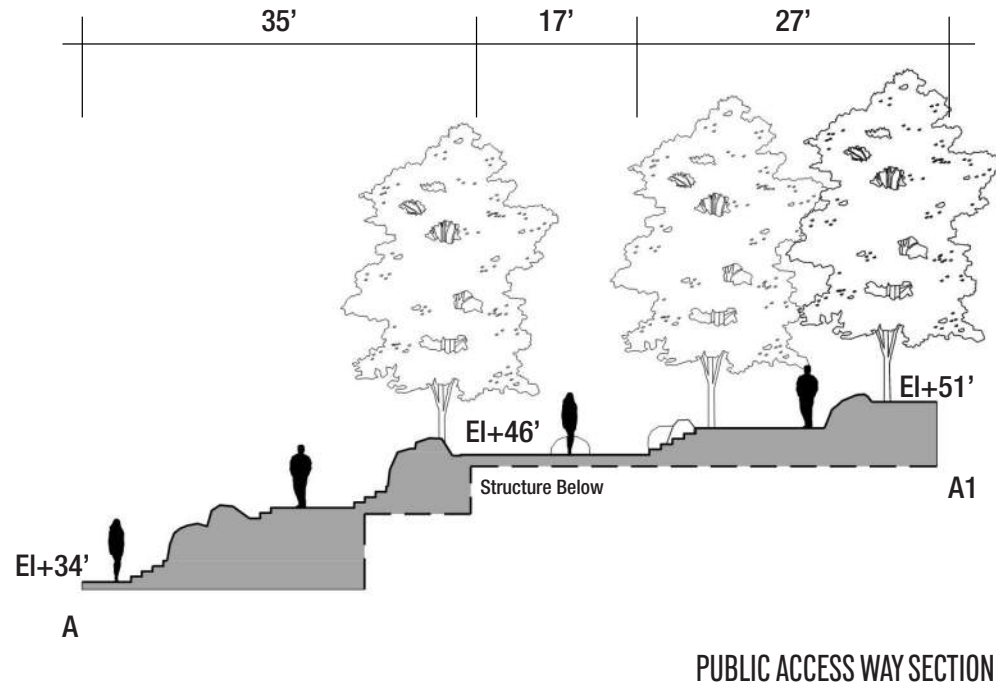 35’ 17’ 27’
El+51’
El+46’
Structure Below
A1
El+34’
A
PUBLIC ACCESS WAY SECTION